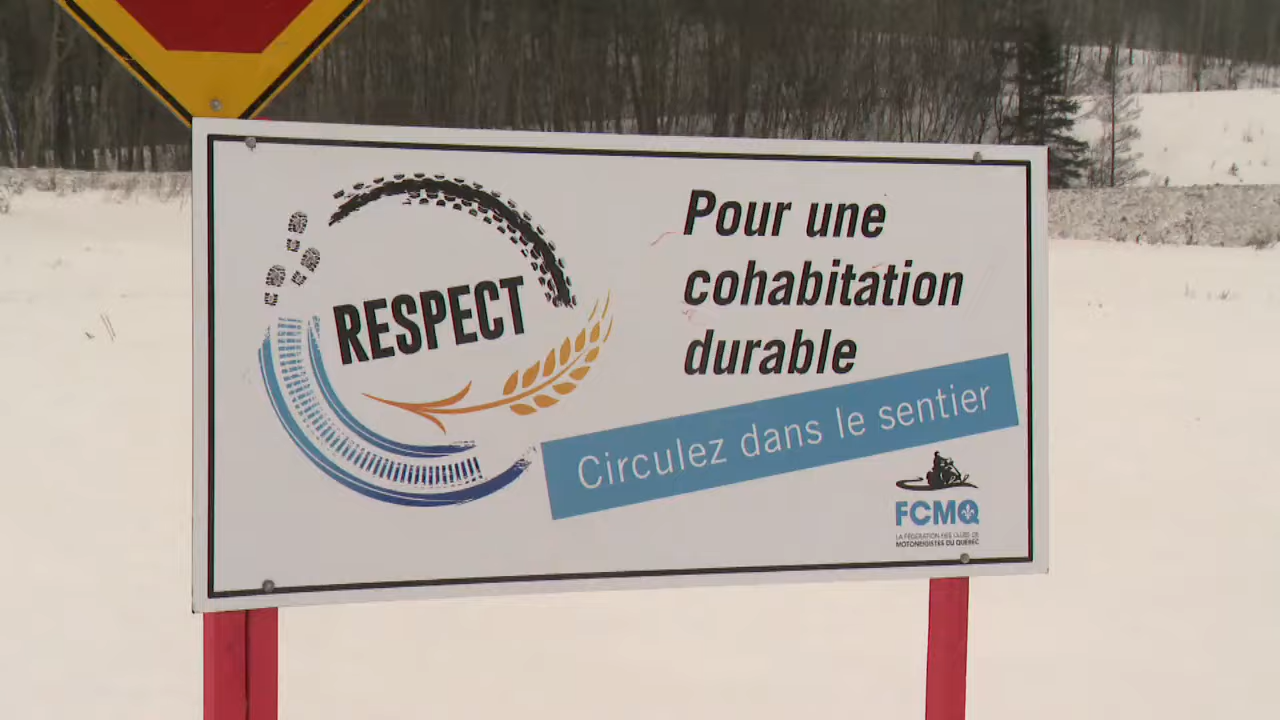 RESPECT
Pour une
cohabitation
durable
Circulez dans le sentier
FCMQ
LA FÉDÉRATION DES CLUBS DE
MOTONEIGISTES DU QUÉBEC